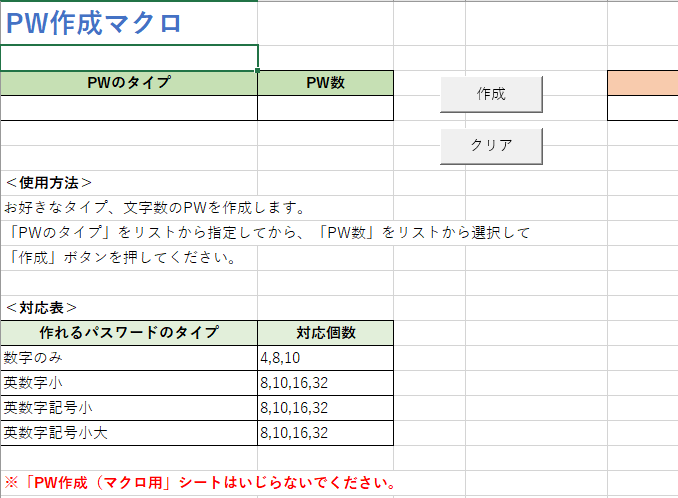 PW作成マクロ
PWのタイプ PW数
作成
クリア
＜使用方法＞
お好きなタイプ、文字数のPWを作成します。
「PWのタイプ」をリストから指定してから、「PW数」をリストから選択して
「作成」ボタンを押してください。
＜対応表＞
作れるパスワードのタイプ 対応個数
数字のみ 4,8,10
英数字小 8,10,16,32
英数字記号小 8,10,16,32
英数字記号小大 8,10,16,32
※「PW作成（マクロ用」シートはいじらないでください。